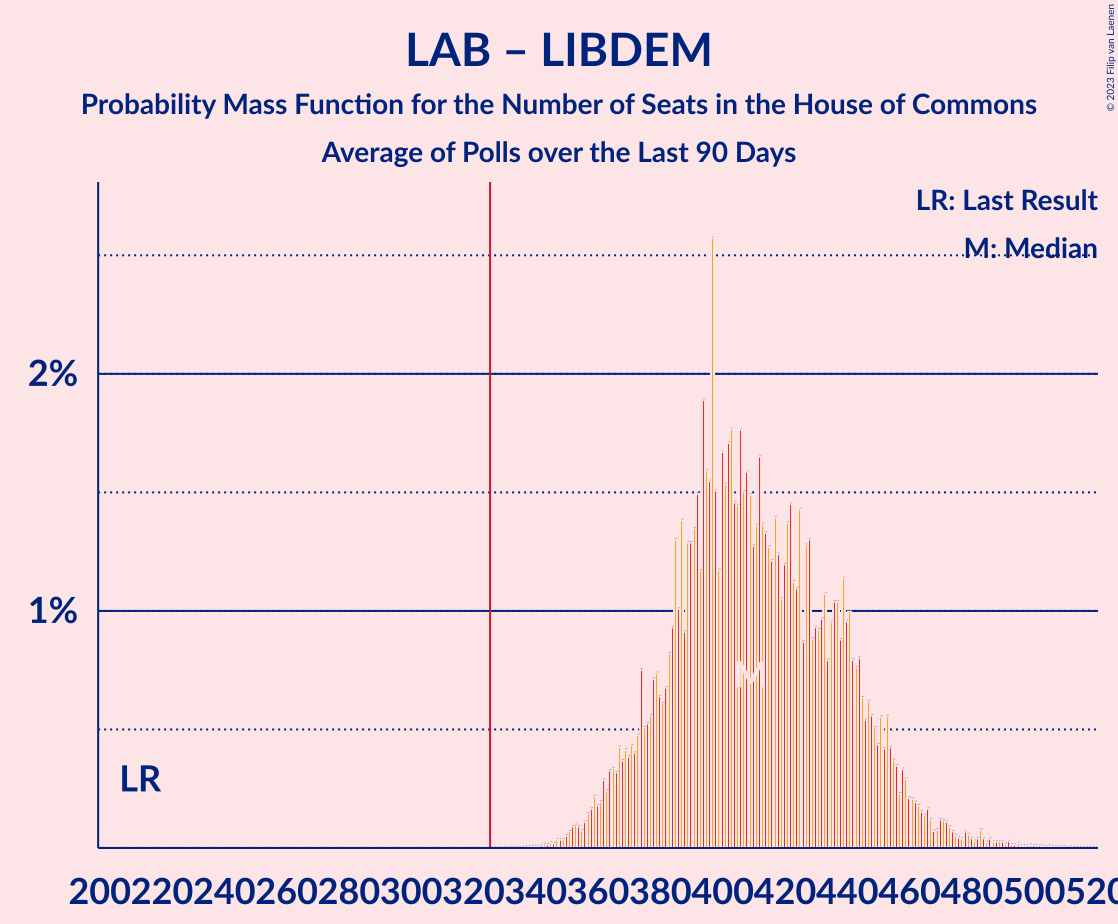 LAB – LIBDEM
Probability Mass Function for the Number of Seats in the House of Commons
Average of Polls over the Last 90 Days
© 2023 Filip van Laenen
LR: Last Result
M: Median
2%
1%
M
LR
200220240260280300320340360380400420440460480500520